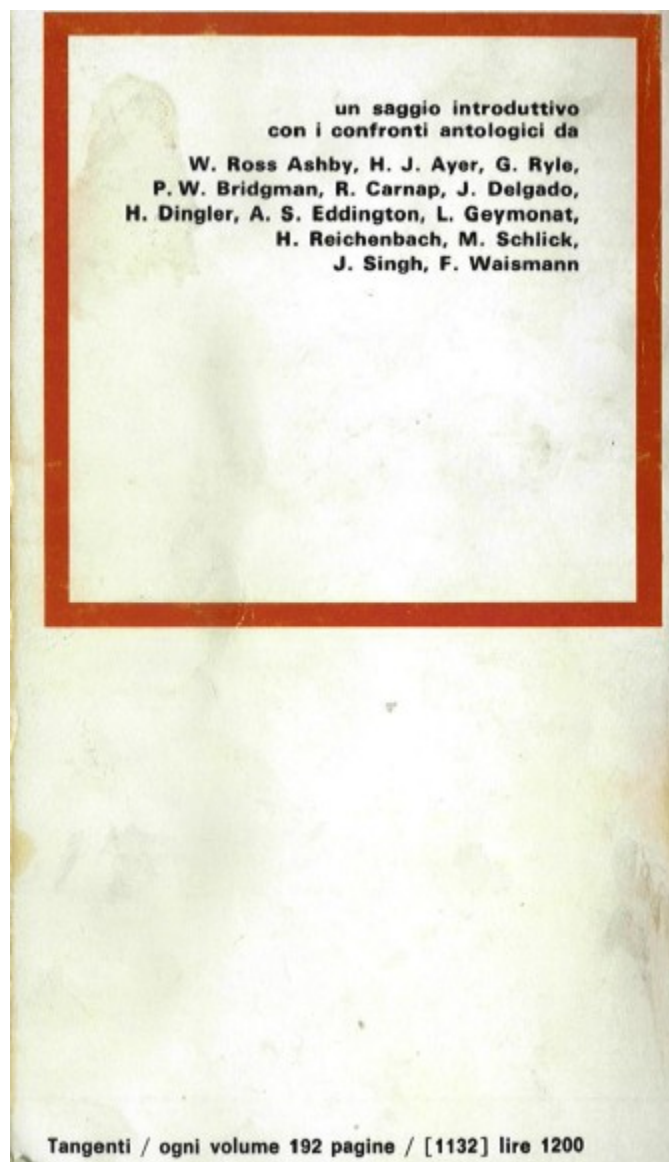 un saggio introduttivo
con i confronti antologici da
W. Ross Ashby, H. J. Ayer, G. Ryle,
P. W. Bridgman, R. Carnap, J. Delgado,
H. Dingler, A. S. Eddington, L. Geymonat,
H. Reichenbach, M. Schlick,
J. Singh, F. Waismann
Tangenti / ogni volume 192 pagine / [1132] lire 1200